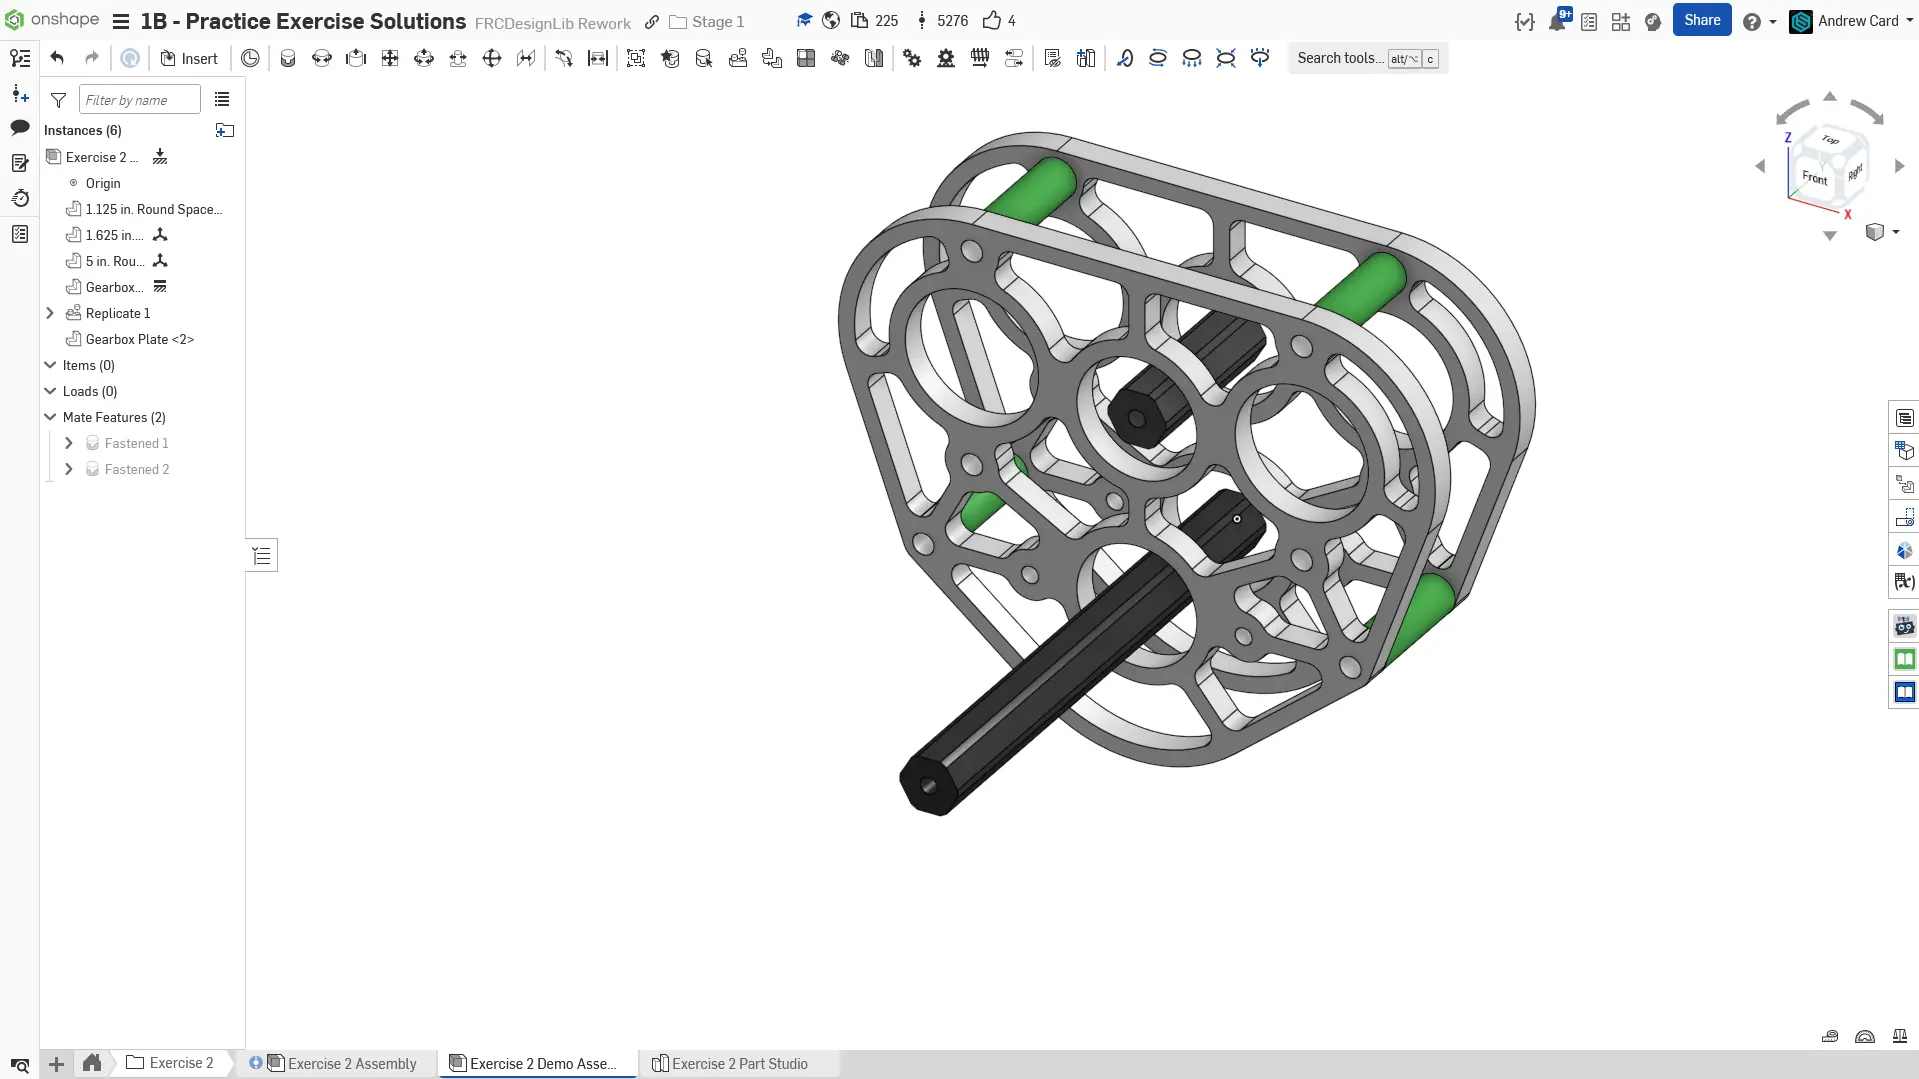 onshape
1B - Practice Exercise Solutions
FRCDesignLib Rework
Stage 1
225
5276
4
9+
Share
Andrew Card
Insert
Search tools... alt/⌥ c
Filter by name
Instances (6)
Exercise 2 ...
Origin
1.125 in. Round Space...
1.625 in....
5 in. Rou...
Gearbox...
Replicate 1
Gearbox Plate <2>
Items (0)
Loads (0)
Mate Features (2)
Fastened 1
Fastened 2
Z
Top
Front
Right
Y
X
Exercise 2
Exercise 2 Assembly
Exercise 2 Demo Asse...
Exercise 2 Part Studio